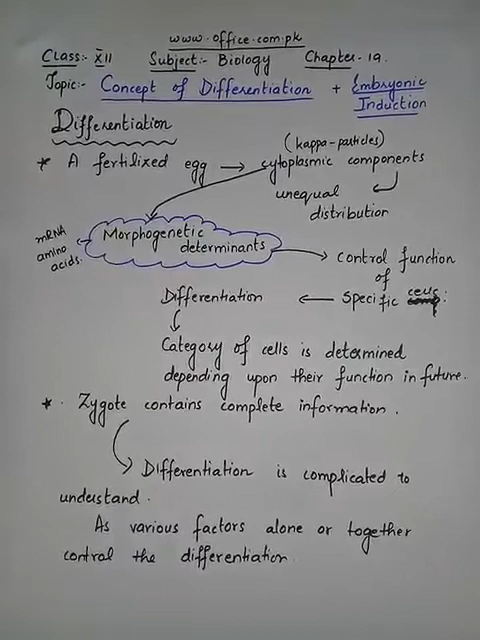 www.office.com.pk
Class:- XII Subject:- Biology Chapter-19.
Topic:- Concept of Differentiation + Embryonic
Induction
Differentiation
(kappa-particles)
* A fertilized egg → cytoplasmic components
unequal
distribution
mRNA
amino
acids.
Morphogenetic
determinants
control function
of
Differentiation ← specific cells:
Category of cells is determined
depending upon their function in future.
* . Zygote contains complete information.
Differentiation is complicated to
understand.
As various factors alone or together
control the differentiation.